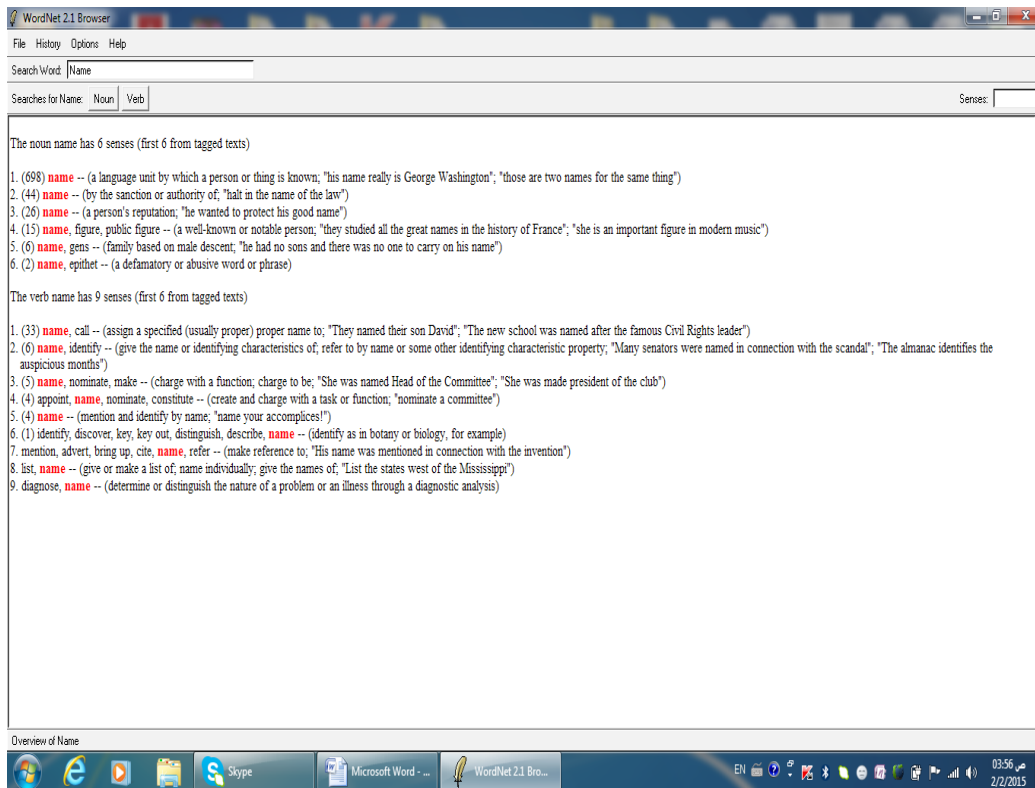 WordNet 2.1 Browser
File History Options Help
Search Word: Name
Searches for Name: Noun Verb Senses:
The noun name has 6 senses (first 6 from tagged texts)
1. (698) name -- (a language unit by which a person or thing is known; "his name really is George Washington"; "those are two names for the same thing")
2. (44) name -- (by the sanction or authority of; "halt in the name of the law")
3. (26) name -- (a person's reputation; "he wanted to protect his good name")
4. (15) name, figure, public figure -- (a well-known or notable person; "they studied all the great names in the history of France"; "she is an important figure in modern music")
5. (6) name, gens -- (family based on male descent; "he had no sons and there was no one to carry on his name")
6. (2) name, epithet -- (a defamatory or abusive word or phrase)
The verb name has 9 senses (first 6 from tagged texts)
1. (33) name, call -- (assign a specified (usually proper) proper name to; "They named their son David"; "The new school was named after the famous Civil Rights leader")
2. (6) name, identify -- (give the name or identifying characteristics of; refer to by name or some other identifying characteristic property; "Many senators were named in connection with the scandal"; "The almanac identifies the
auspicious months")
3. (5) name, nominate, make -- (charge with a function; charge to be; "She was named Head of the Committee"; "She was made president of the club")
4. (4) appoint, name, nominate, constitute -- (create and charge with a task or function; "nominate a committee")
5. (4) name -- (mention and identify by name; "name your accomplices!")
6. (1) identify, discover, key, key out, distinguish, describe, name -- (identify as in botany or biology, for example)
7. mention, advert, bring up, cite, name, refer -- (make reference to; "His name was mentioned in connection with the invention")
8. list, name -- (give or make a list of; name individually; give the names of; "List the states west of the Mississippi")
9. diagnose, name -- (determine or distinguish the nature of a problem or an illness through a diagnostic analysis)
Overview of Name
Skype Microsoft Word - ... WordNet 2.1 Bro... EN 03:56 ص
2/2/2015